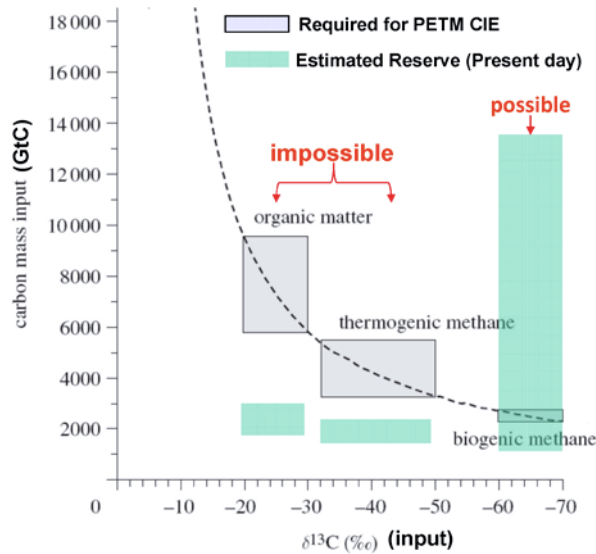 Required for PETM CIE
Estimated Reserve (Present day)
possible
impossible
organic matter
thermogenic methane
biogenic methane
carbon mass input (GtC)
18 000
16 000
14 000
12 000
10 000
8000
6000
4000
2000
0
−10
−20
−30
−40
−50
−60
−70
δ¹³C (‰) (input)